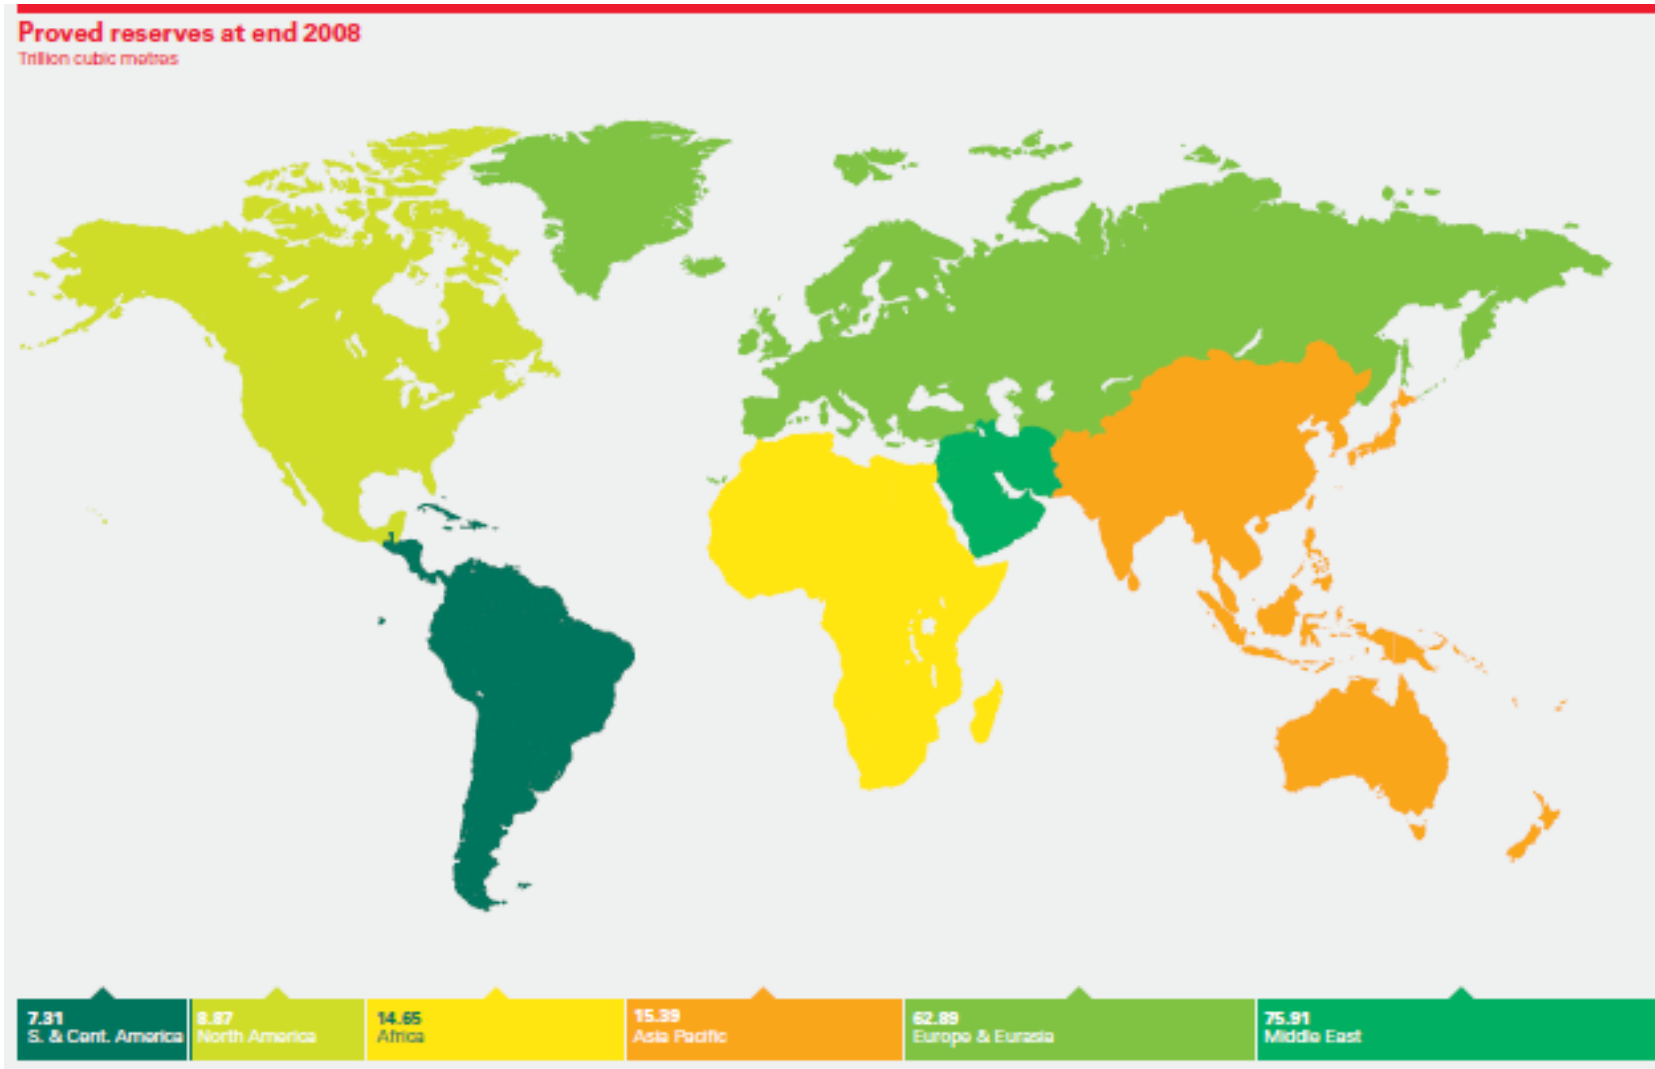 Proved reserves at end 2008
Trillion cubic metres
7.31
S. & Cent. America
8.87
North America
14.65
Africa
15.39
Asia Pacific
62.89
Europe & Eurasia
75.91
Middle East